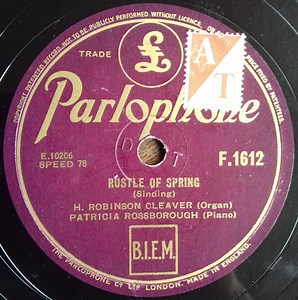 TRADE
£
A
T
Parlophone
E.10206
SPEED 78
F.1612
RUSTLE OF SPRING
(Sinding)
H. ROBINSON CLEAVER (Organ)
PATRICIA ROSSBOROUGH (Piano)
B.I.E.M.
THE PARLOPHONE Co Ltd LONDON. MADE IN ENGLAND.